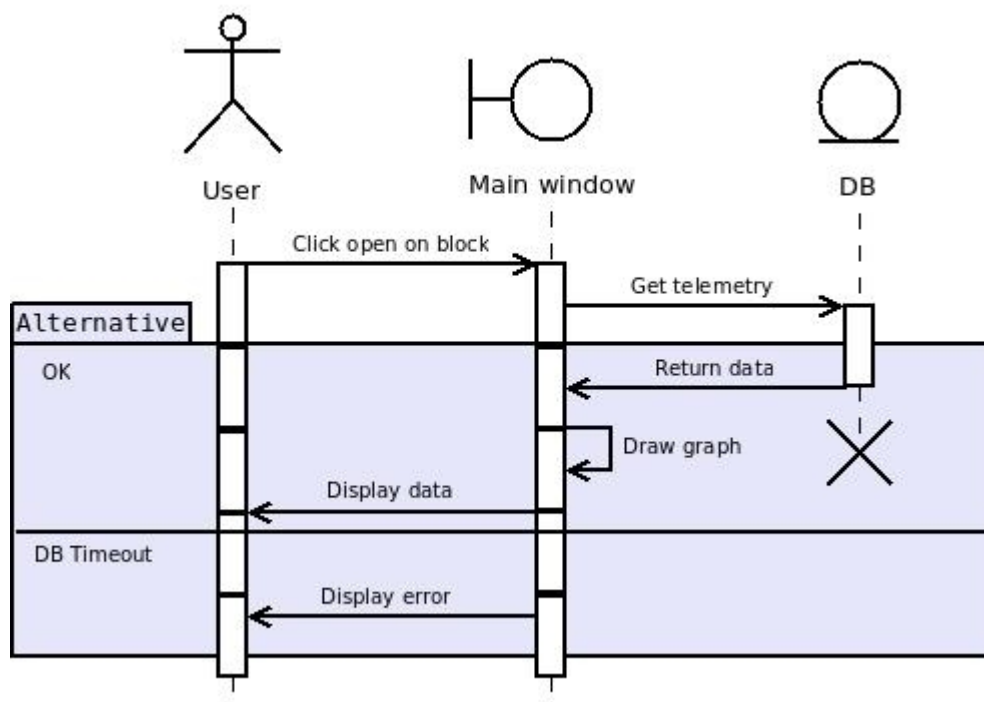 User
Main window
DB
Click open on block
Get telemetry
Alternative
OK
Return data
Draw graph
Display data
DB Timeout
Display error